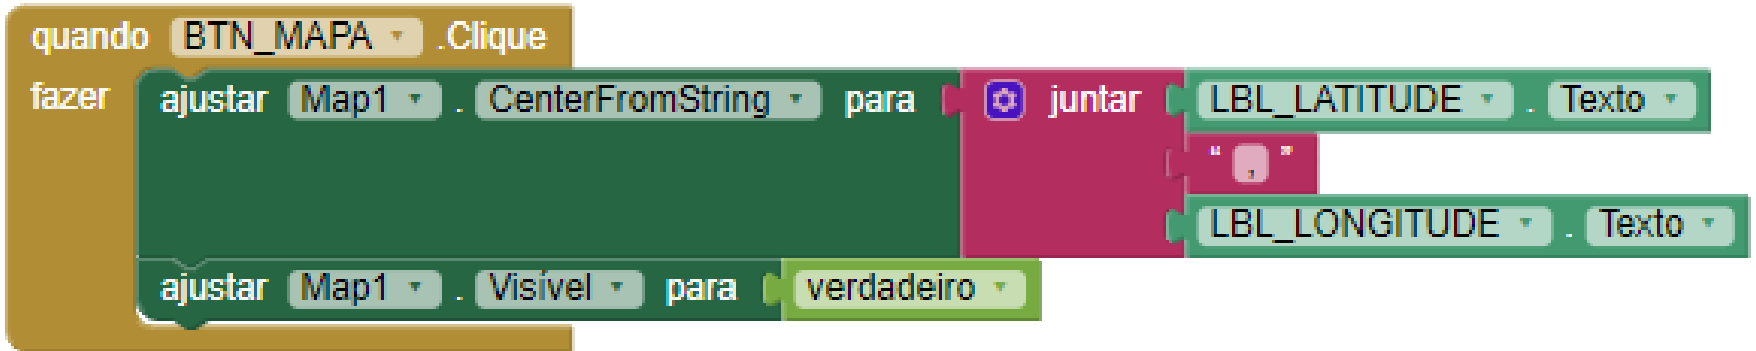 quando BTN_MAPA .Clique
fazer ajustar Map1 . CenterFromString para juntar LBL_LATITUDE . Texto
“ , ”
LBL_LONGITUDE . Texto
ajustar Map1 . Visível para verdadeiro